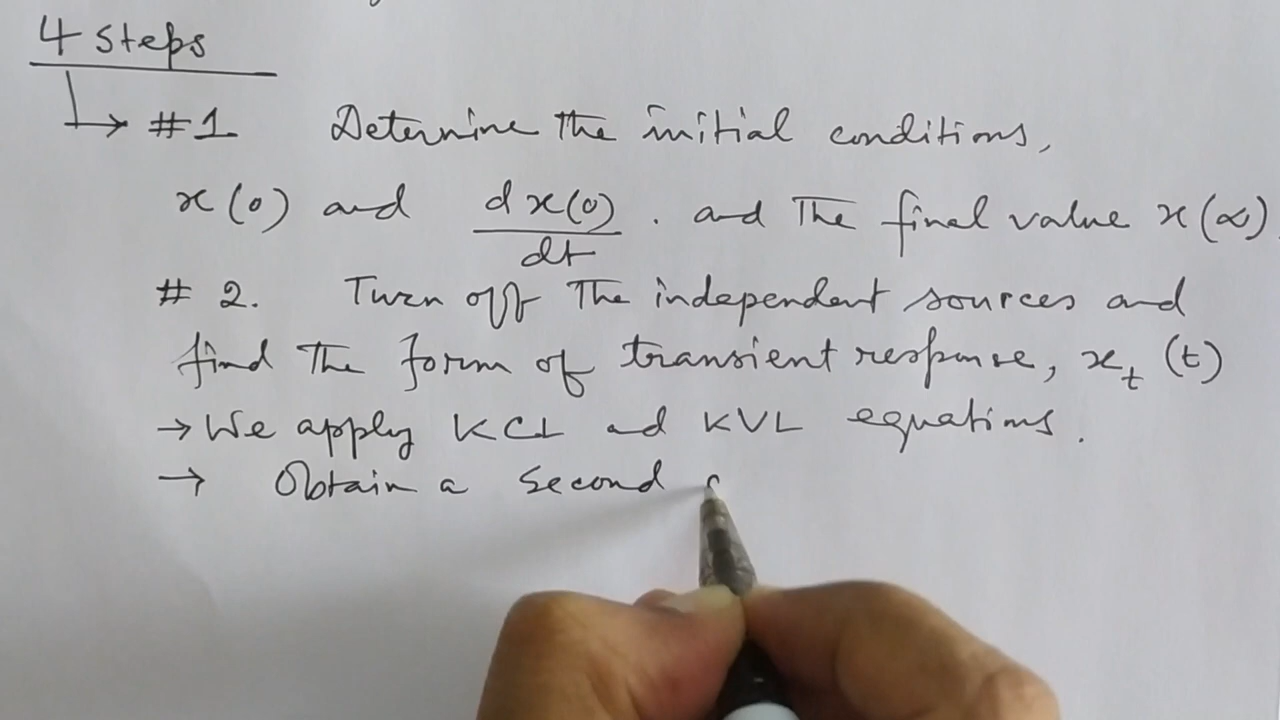 4 Steps
→ #1 Determine the initial conditions,
x(0) and dx(0)/dt . and The final value x(∝)
# 2. Turn off The independent sources and
find The form of transient response, x_t (t)
→ We apply KCL and KVL equations.
→ Obtain a second